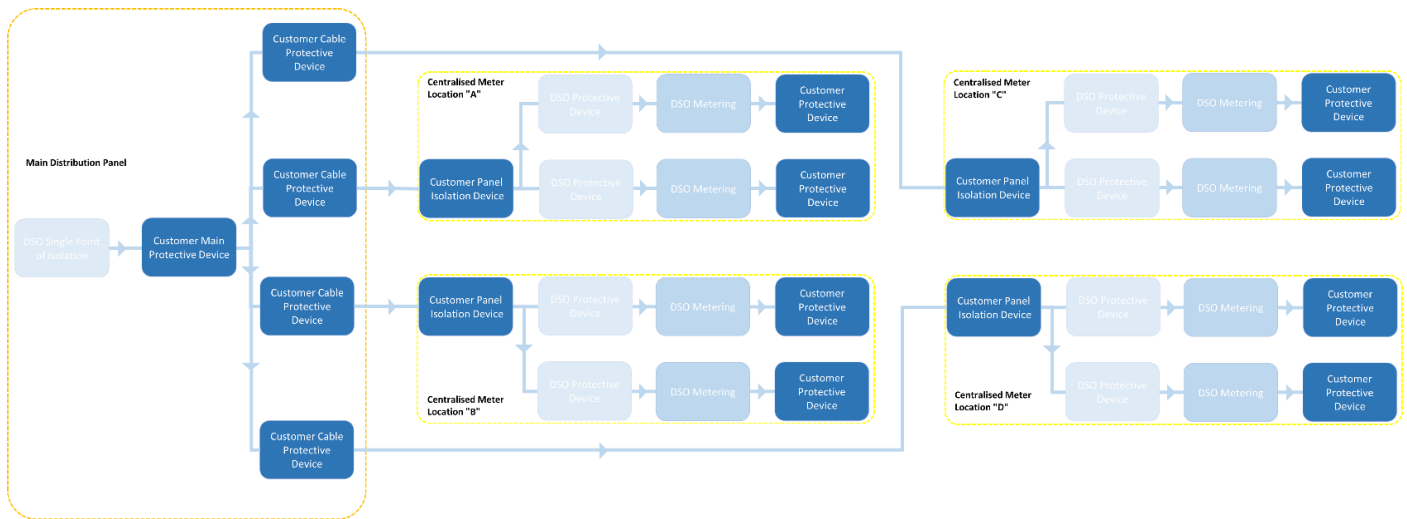 Customer Cable
Protective
Device
Main Distribution Panel
Customer Cable
Protective
Device
DSO Single Point
of Isolation
Customer Main
Protective Device
Customer Cable
Protective
Device
Customer Cable
Protective
Device
Centralised Meter
Location "A"
DSO Protective
Device
DSO Metering
Customer
Protective
Device
Customer Panel
Isolation Device
DSO Protective
Device
DSO Metering
Customer
Protective
Device
Centralised Meter
Location "C"
DSO Protective
Device
DSO Metering
Customer
Protective
Device
Customer Panel
Isolation Device
DSO Protective
Device
DSO Metering
Customer
Protective
Device
Customer Panel
Isolation Device
DSO Protective
Device
DSO Metering
Customer
Protective
Device
Centralised Meter
Location "B"
DSO Protective
Device
DSO Metering
Customer
Protective
Device
Customer Panel
Isolation Device
DSO Protective
Device
DSO Metering
Customer
Protective
Device
Centralised Meter
Location "D"
DSO Protective
Device
DSO Metering
Customer
Protective
Device